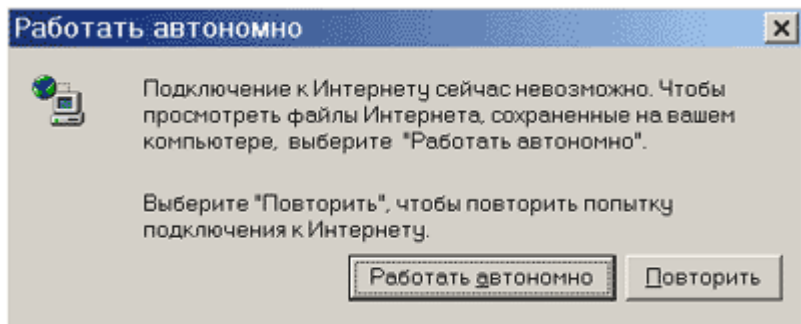 Работать автономно
Подключение к Интернету сейчас невозможно. Чтобы
просмотреть файлы Интернета, сохраненные на вашем
компьютере, выберите "Работать автономно".
Выберите "Повторить", чтобы повторить попытку
подключения к Интернету.
Работать автономно
Повторить